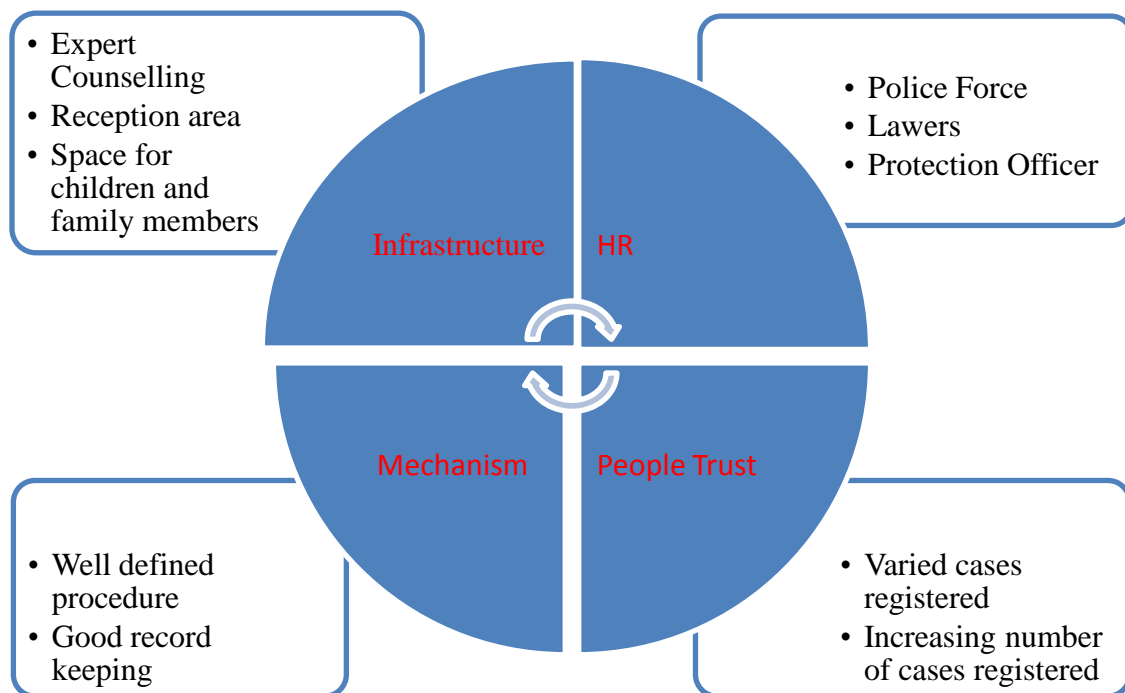 • Expert
Counselling
• Reception area
• Space for
children and
family members
• Police Force
• Lawers
• Protection Officer
Infrastructure
HR
Mechanism
People Trust
• Well defined
procedure
• Good record
keeping
• Varied cases
registered
• Increasing number
of cases registered